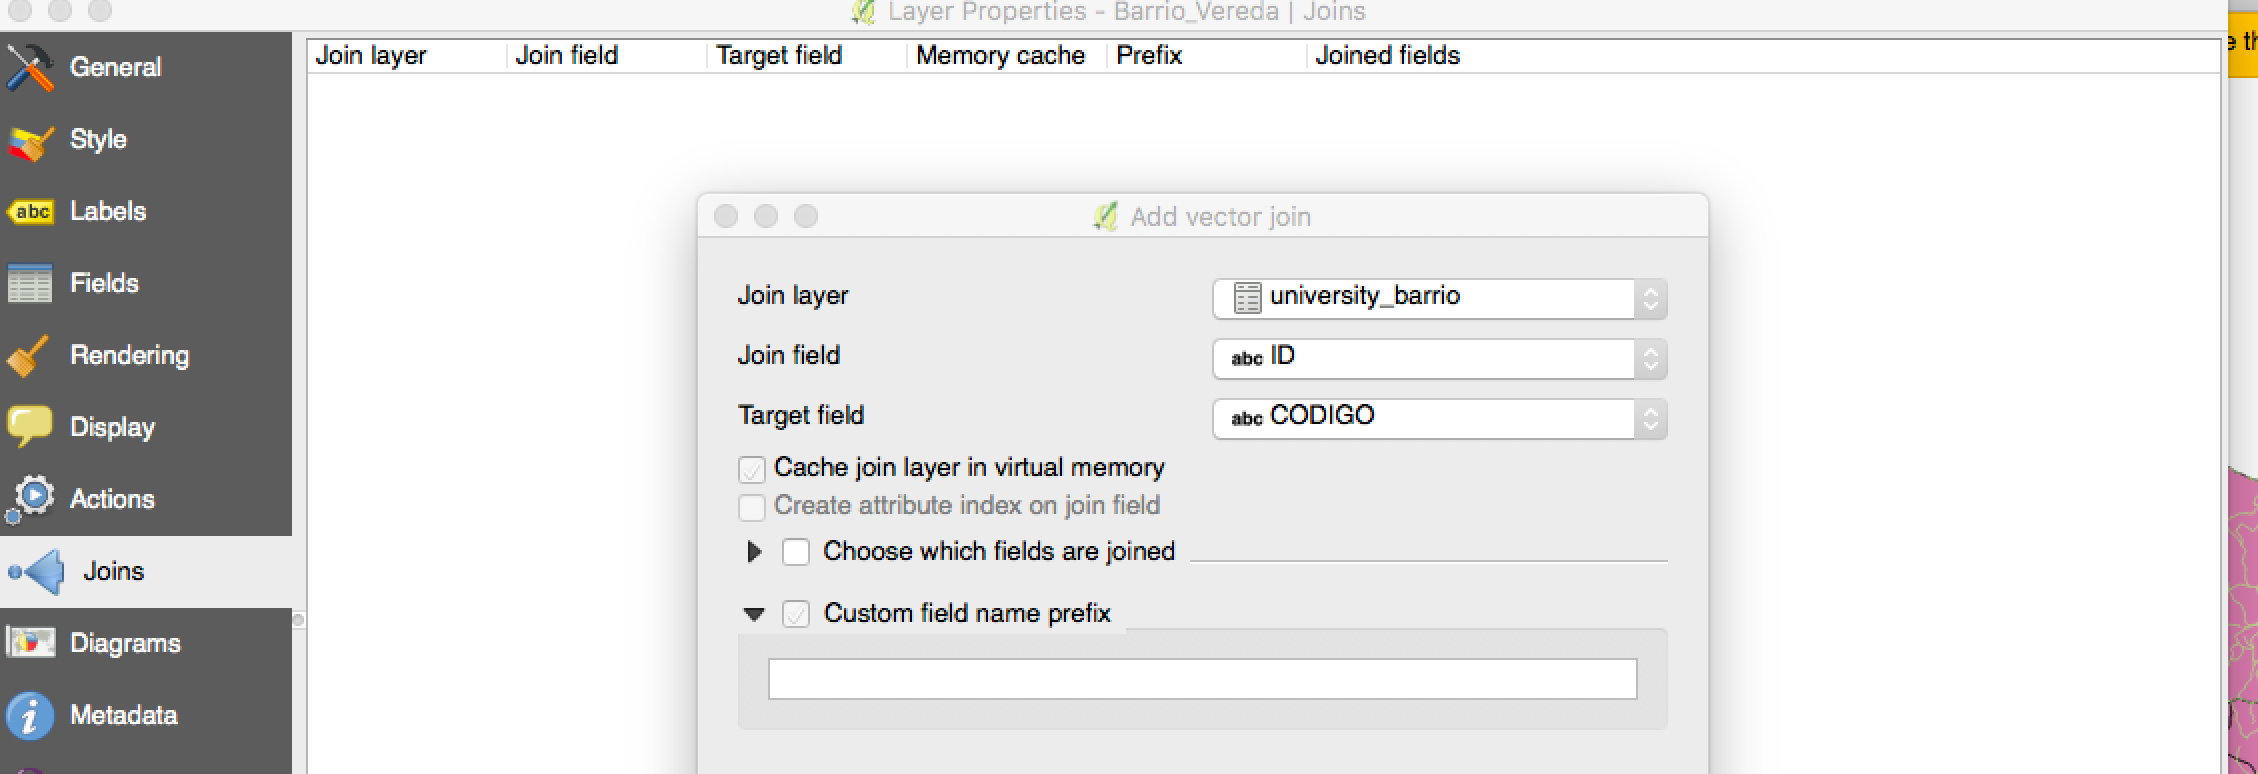 Layer Properties - Barrio_Vereda | Joins
General
Style
abc Labels
Fields
Rendering
Display
Actions
Joins
Diagrams
i Metadata
Join layer Join field Target field Memory cache Prefix Joined fields
Add vector join
Join layer university_barrio
Join field abc ID
Target field abc CODIGO
Cache join layer in virtual memory
Create attribute index on join field
Choose which fields are joined
Custom field name prefix